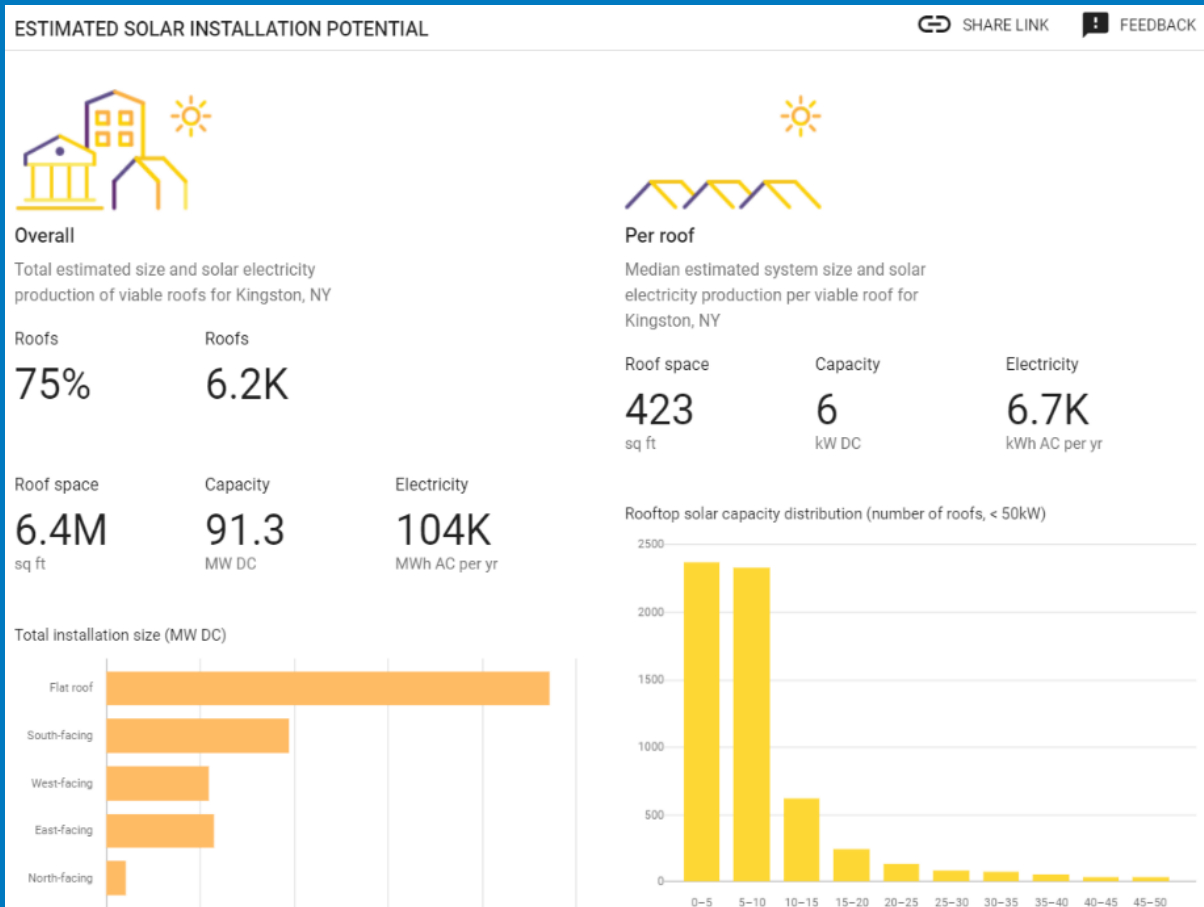 ESTIMATED SOLAR INSTALLATION POTENTIAL
SHARE LINK
FEEDBACK
Overall
Total estimated size and solar electricity
production of viable roofs for Kingston, NY
Roofs
Roofs
75%
6.2K
Roof space
Capacity
Electricity
6.4M
91.3
104K
sq ft
MW DC
MWh AC per yr
Total installation size (MW DC)
Flat roof
South-facing
West-facing
East-facing
North-facing
Per roof
Median estimated system size and solar
electricity production per viable roof for
Kingston, NY
Roof space
Capacity
Electricity
423
6
6.7K
sq ft
kW DC
kWh AC per yr
Rooftop solar capacity distribution (number of roofs, < 50kW)
2500
2000
1500
1000
500
0
0–5
5–10
10–15
15–20
20–25
25–30
30–35
35–40
40–45
45–50